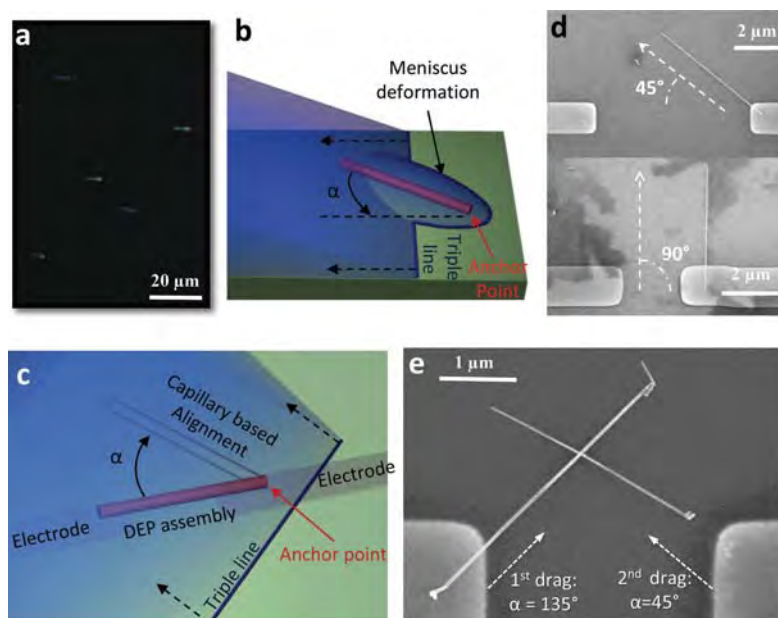 a
20 µm
b
Meniscus
deformation
α
Triple
line
Anchor
Point
c
Capillary based
Alignment
α
Electrode
DEP assembly
Electrode
Anchor point
Triple line
d
2 µm
45°
90°
2 µm
e
1 µm
1st drag:
α = 135°
2nd drag:
α=45°